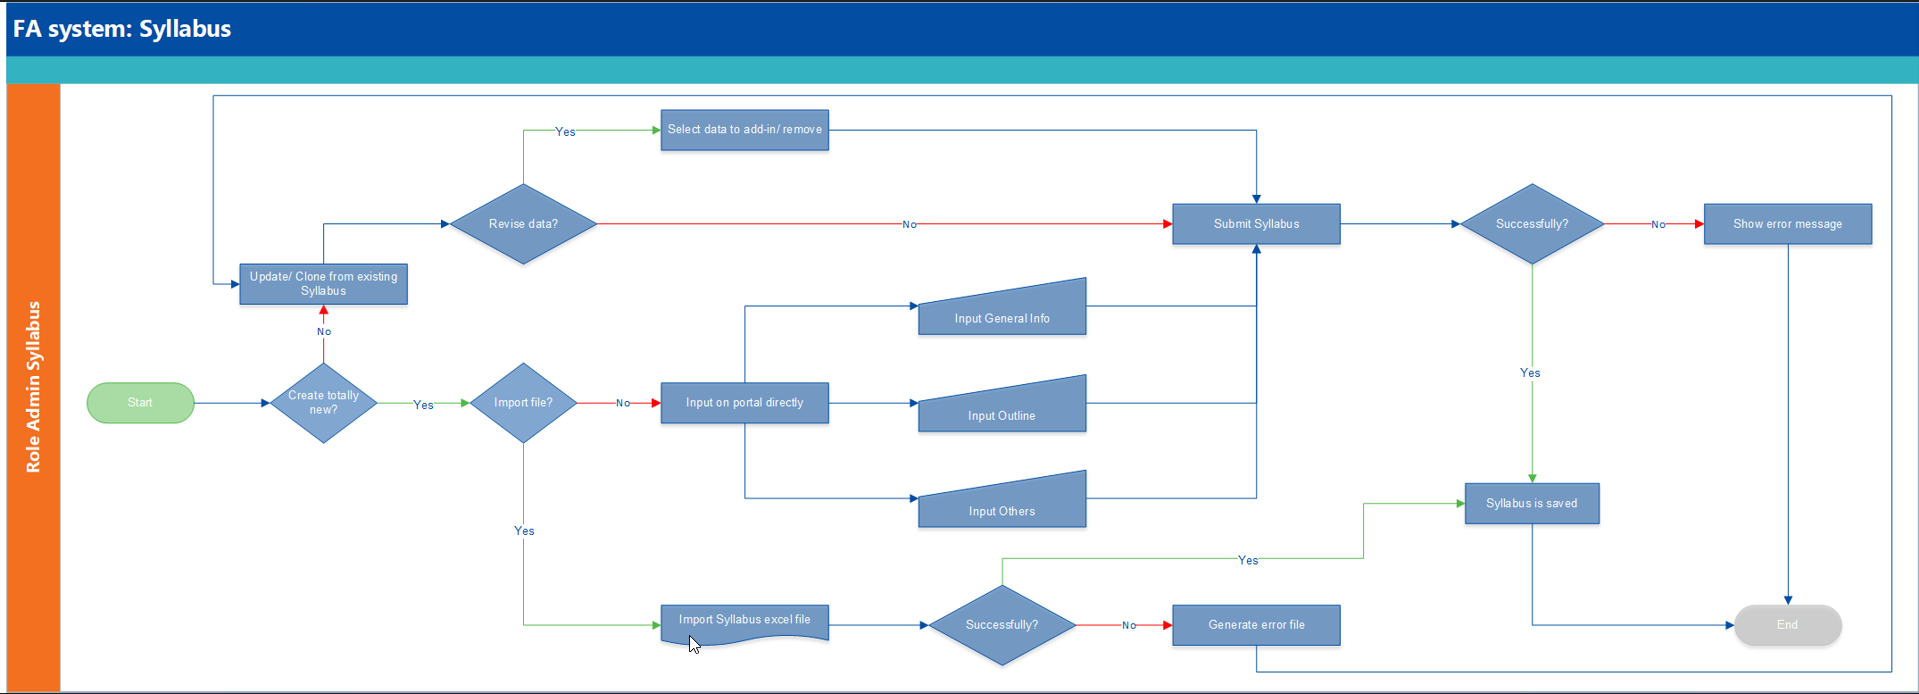 FA system: Syllabus
Role Admin Syllabus
Yes
Select data to add-in/ remove
Revise data?
No
Submit Syllabus
Successfully?
No
Show error message
Update/ Clone from existing
Syllabus
No
Input General Info
Yes
Start
Create totally
new?
Yes
Import file?
No
Input on portal directly
Input Outline
Input Others
Syllabus is saved
Yes
Yes
Import Syllabus excel file
Successfully?
No
Generate error file
End